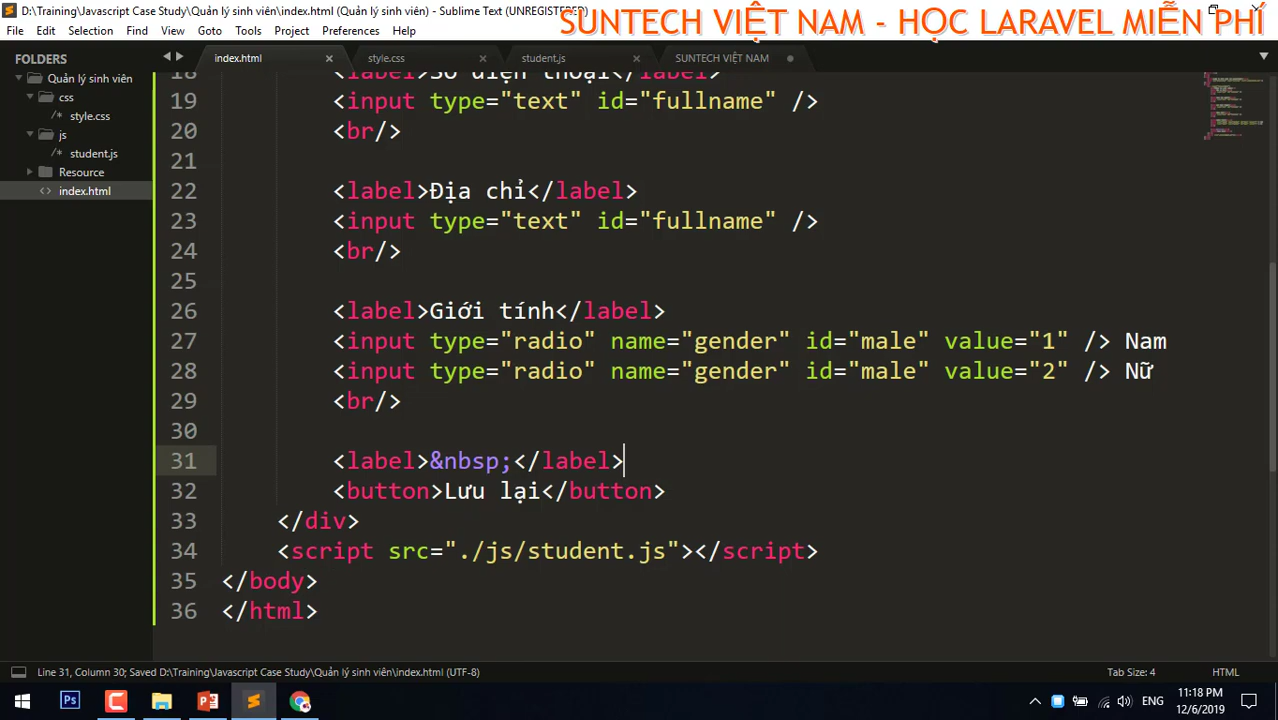 D:\Training\Javascript Case Study\Quản lý sinh viên\index.html (Quản lý sinh viên) - Sublime Text (UNREGISTERED)
SUNTECH VIỆT NAM - HỌC LARAVEL MIỄN PHÍ
File Edit Selection Find View Goto Tools Project Preferences Help
FOLDERS
Quản lý sinh viên
css
style.css
js
student.js
Resource
index.html
index.html style.css student.js SUNTECH VIỆT NAM
18 <label>Số điện thoại</label>
19 <input type="text" id="fullname" />
20 <br/>
21
22 <label>Địa chỉ</label>
23 <input type="text" id="fullname" />
24 <br/>
25
26 <label>Giới tính</label>
27 <input type="radio" name="gender" id="male" value="1" /> Nam
28 <input type="radio" name="gender" id="male" value="2" /> Nữ
29 <br/>
30
31 <label>&nbsp;</label>
32 <button>Lưu lại</button>
33 </div>
34 <script src="./js/student.js"></script>
35 </body>
36 </html>
Line 31, Column 30; Saved D:\Training\Javascript Case Study\Quản lý sinh viên\index.html (UTF-8)
Tab Size: 4
HTML
Ps
ENG
11:18 PM
12/6/2019